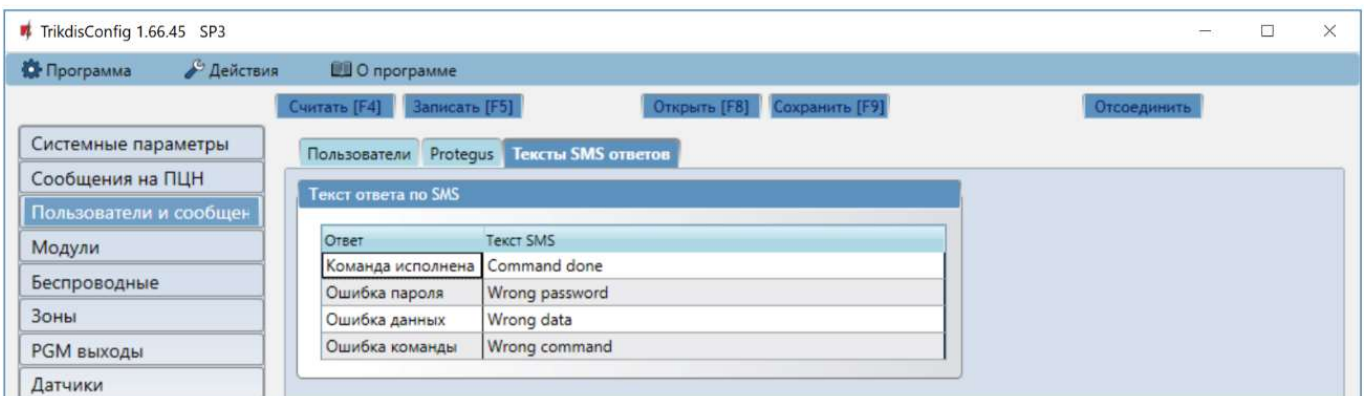 TrikdisConfig 1.66.45 SP3
Программа Действия О программе
Считать [F4] Записать [F5] Открыть [F8] Сохранить [F9] Отсоединить
Системные параметры
Сообщения на ПЦН
Пользователи и сообщен
Модули
Беспроводные
Зоны
PGM выходы
Датчики
Пользователи Protegus Тексты SMS ответов
Текст ответа по SMS
Ответ Текст SMS
Команда исполнена Command done
Ошибка пароля Wrong password
Ошибка данных Wrong data
Ошибка команды Wrong command